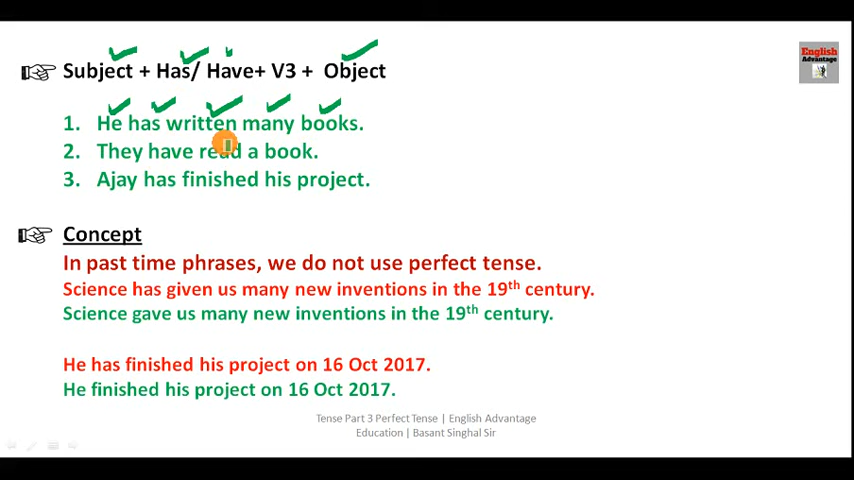 English
Advantage
Subject + Has/ Have+ V3 + Object
1. He has written many books.
2. They have read a book.
3. Ajay has finished his project.
Concept
In past time phrases, we do not use perfect tense.
Science has given us many new inventions in the 19th century.
Science gave us many new inventions in the 19th century.
He has finished his project on 16 Oct 2017.
He finished his project on 16 Oct 2017.
Tense Part 3 Perfect Tense | English Advantage
Education | Basant Singhal Sir